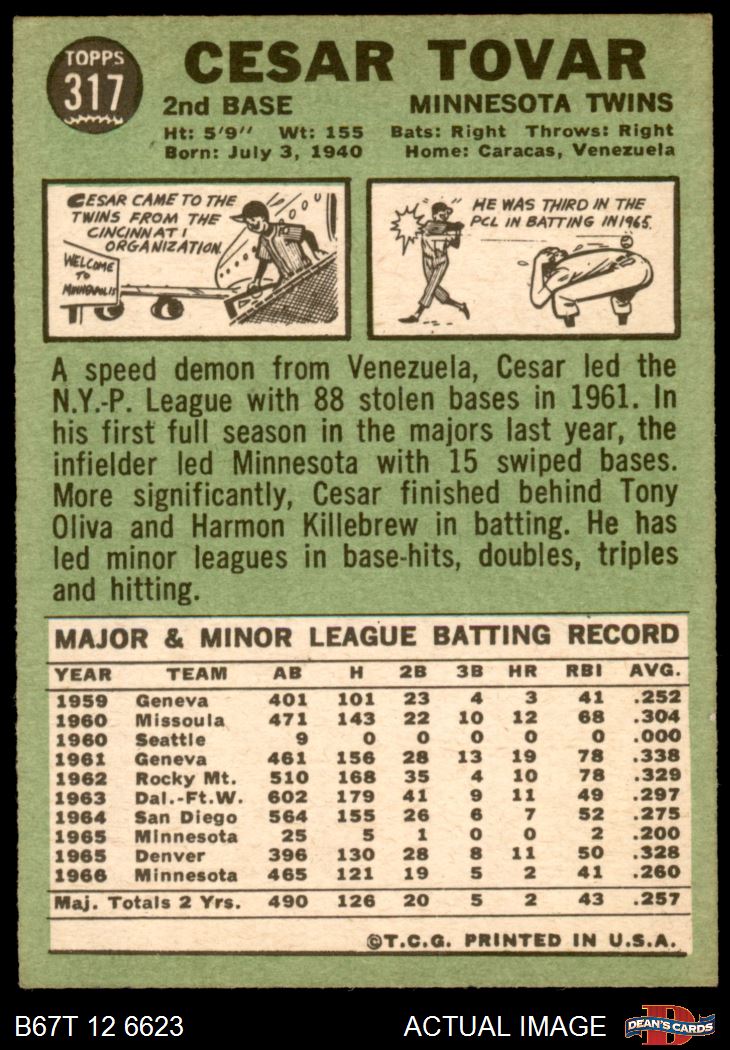 TOPPS
317
CESAR TOVAR
2nd BASE MINNESOTA TWINS
Ht: 5'9" Wt: 155 Bats: Right Throws: Right
Born: July 3, 1940 Home: Caracas, Venezuela
CESAR CAME TO THE
TWINS FROM THE
CINCINNATI
ORGANIZATION.
WELCOME
TO
MINNEAPOLIS
HE WAS THIRD IN THE
PCL IN BATTING IN 1965.
A speed demon from Venezuela, Cesar led the
N.Y.-P. League with 88 stolen bases in 1961. In
his first full season in the majors last year, the
infielder led Minnesota with 15 swiped bases.
More significantly, Cesar finished behind Tony
Oliva and Harmon Killebrew in batting. He has
led minor leagues in base-hits, doubles, triples
and hitting.
MAJOR & MINOR LEAGUE BATTING RECORD
YEAR TEAM AB H 2B 3B HR RBI AVG.
1959 Geneva 401 101 23 4 3 41 .252
1960 Missoula 471 143 22 10 12 68 .304
1960 Seattle 9 0 0 0 0 0 .000
1961 Geneva 461 156 28 13 19 78 .338
1962 Rocky Mt. 510 168 35 4 10 78 .329
1963 Dal.-Ft.W. 602 179 41 9 11 49 .297
1964 San Diego 564 155 26 6 7 52 .275
1965 Minnesota 25 5 1 0 0 2 .200
1965 Denver 396 130 28 8 11 50 .328
1966 Minnesota 465 121 19 5 2 41 .260
Maj. Totals 2 Yrs. 490 126 20 5 2 43 .257
©T.C.G. PRINTED IN U.S.A.
B67T 12 6623 ACTUAL IMAGE
D
DEAN'S CARDS